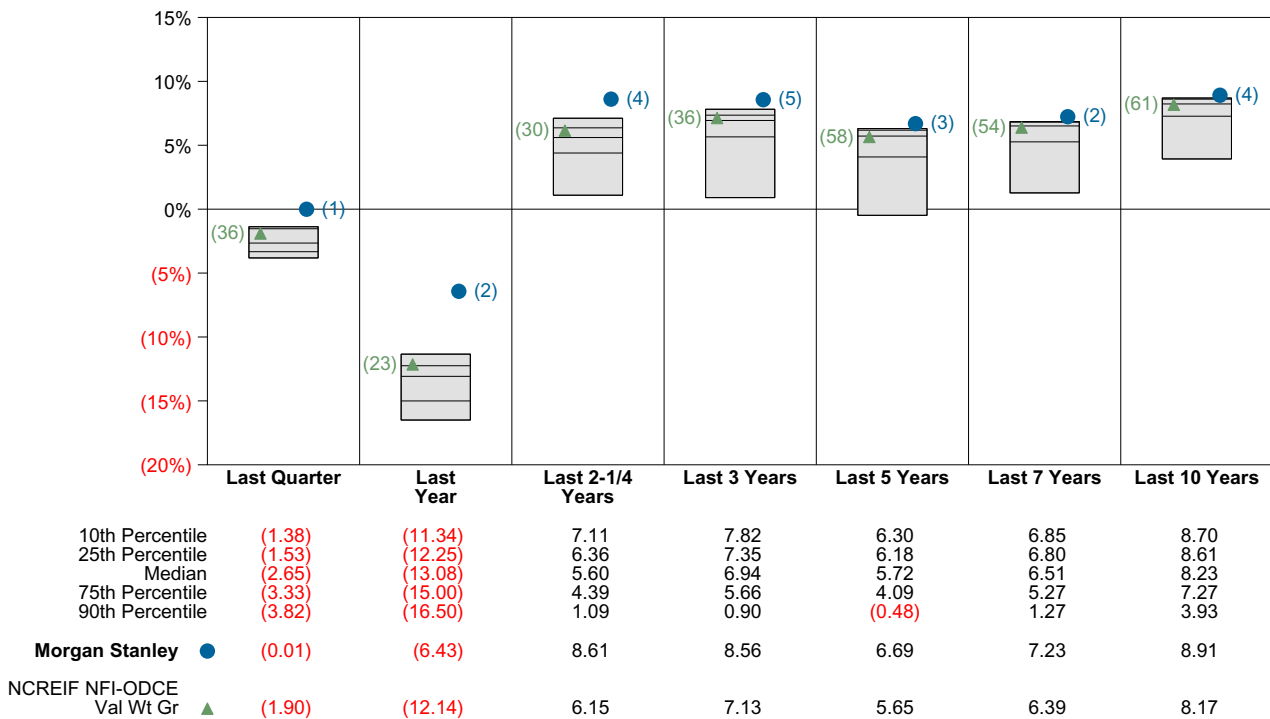 15%
10%
5%
0%
(5%)
(10%)
(15%)
(20%)
(36) (1)
(23) (2)
(30) (4)
(36) (5)
(58) (3)
(54) (2)
(61) (4)
Last Quarter Last Year Last 2-1/4 Years Last 3 Years Last 5 Years Last 7 Years Last 10 Years
10th Percentile (1.38) (11.34) 7.11 7.82 6.30 6.85 8.70
25th Percentile (1.53) (12.25) 6.36 7.35 6.18 6.80 8.61
Median (2.65) (13.08) 5.60 6.94 5.72 6.51 8.23
75th Percentile (3.33) (15.00) 4.39 5.66 4.09 5.27 7.27
90th Percentile (3.82) (16.50) 1.09 0.90 (0.48) 1.27 3.93
Morgan Stanley (0.01) (6.43) 8.61 8.56 6.69 7.23 8.91
NCREIF NFI-ODCE
Val Wt Gr (1.90) (12.14) 6.15 7.13 5.65 6.39 8.17